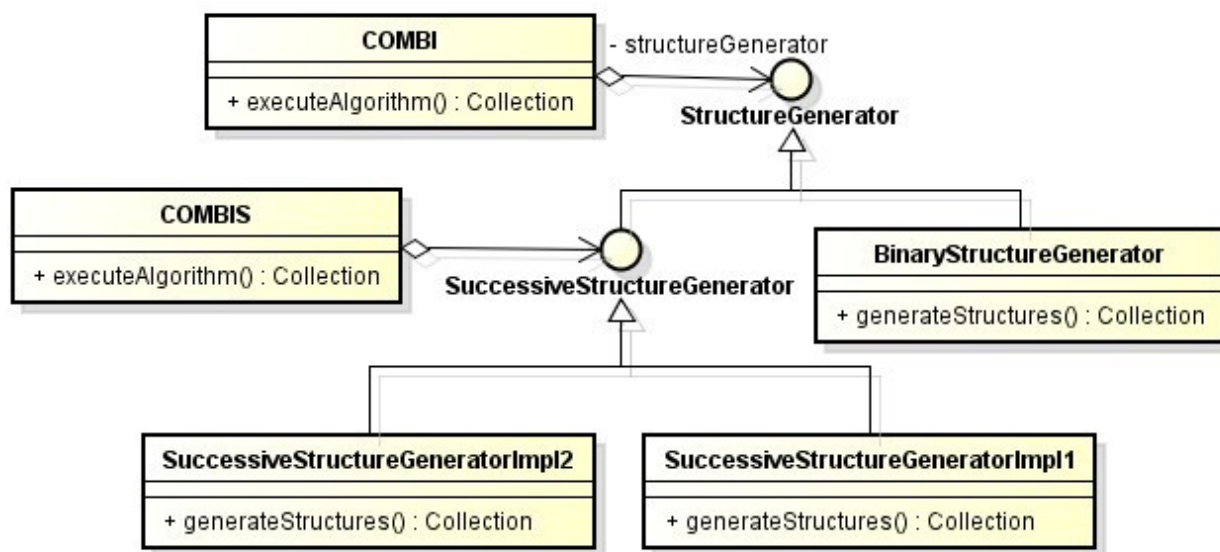 COMBI
- structureGenerator
+ executeAlgorithm() : Collection
StructureGenerator
COMBIS
+ executeAlgorithm() : Collection
SuccessiveStructureGenerator
BinaryStructureGenerator
+ generateStructures() : Collection
SuccessiveStructureGeneratorImpl2
+ generateStructures() : Collection
SuccessiveStructureGeneratorImpl1
+ generateStructures() : Collection